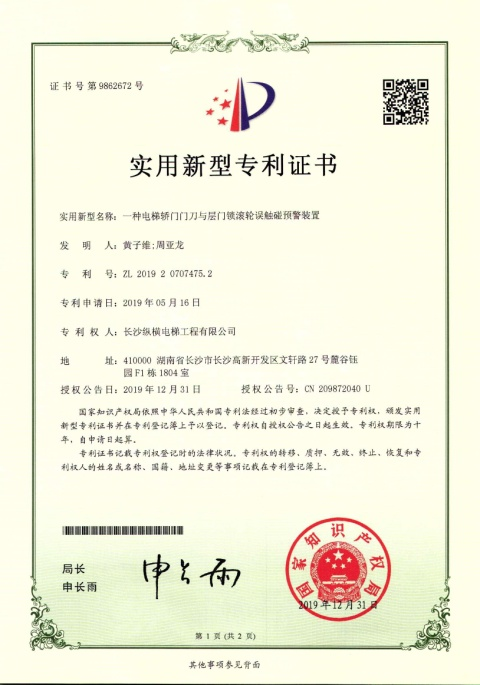 证书号第9862672号
实用新型专利证书
实用新型名称：一种电梯轿门门刀与层门锁滚轮误触碰预警装置
发 明 人：黄子维;周亚龙
专 利 号：ZL 2019 2 0707475.2
专利申请日：2019年05月16日
专 利 权 人：长沙纵横电梯工程有限公司
地 址：410000 湖南省长沙市长沙高新开发区文轩路27号麓谷钰
园F1栋1804室
授权公告日：2019年12月31日 授权公告号：CN 209872040 U
国家知识产权局依照中华人民共和国专利法经过初步审查，决定授予专利权，颁发实用
新型专利证书并在专利登记簿上予以登记。专利权自授权公告之日起生效。专利权期限为十
年，自申请日起算。
专利证书记载专利权登记时的法律状况。专利权的转移、质押、无效、终止、恢复和专
利权人的姓名或名称、国籍、地址变更等事项记载在专利登记簿上。
局长
申长雨
申长雨
国家知识产权局
2019年12月31日
第1页(共2页)
其他事项参见背面